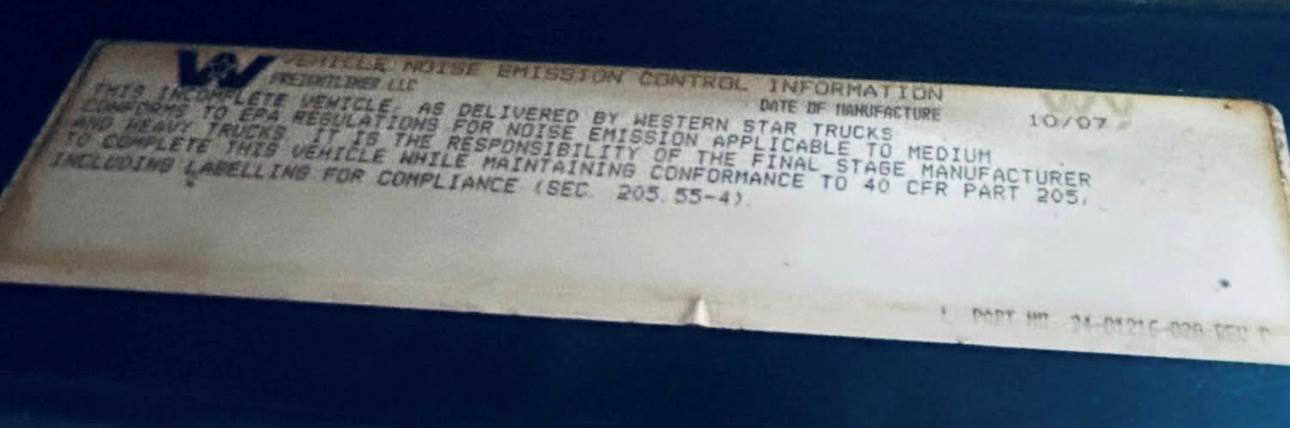 VEHICLE NOISE EMISSION CONTROL INFORMATION
FREIGHTLINER LLC
DATE OF MANUFACTURE 10/07
THIS INCOMPLETE VEHICLE, AS DELIVERED BY WESTERN STAR TRUCKS
CONFORMS TO EPA REGULATIONS FOR NOISE EMISSION APPLICABLE TO MEDIUM
AND HEAVY TRUCKS. IT IS THE RESPONSIBILITY OF THE FINAL STAGE MANUFACTURER
TO COMPLETE THIS VEHICLE WHILE MAINTAINING CONFORMANCE TO 40 CFR PART 205,
INCLUDING LABELLING FOR COMPLIANCE (SEC. 205.55-4).
PART NO